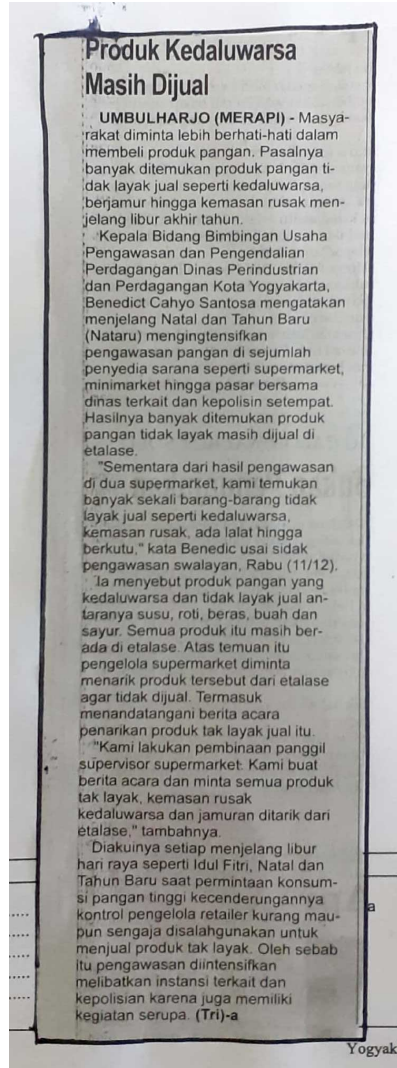 Produk Kedaluwarsa
Masih Dijual
UMBULHARJO (MERAPI) - Masya-
rakat diminta lebih berhati-hati dalam
membeli produk pangan. Pasalnya
banyak ditemukan produk pangan ti-
dak layak jual seperti kedaluwarsa,
berjamur hingga kemasan rusak men-
jelang libur akhir tahun.
Kepala Bidang Bimbingan Usaha
Pengawasan dan Pengendalian
Perdagangan Dinas Perindustrian
dan Perdagangan Kota Yogyakarta,
Benedict Cahyo Santosa mengatakan
menjelang Natal dan Tahun Baru
(Nataru) mengingtensifkan
pengawasan pangan di sejumlah
penyedia sarana seperti supermarket,
minimarket hingga pasar bersama
dinas terkait dan kepolisin setempat.
Hasilnya banyak ditemukan produk
pangan tidak layak masih dijual di
etalase.
"Sementara dari hasil pengawasan
di dua supermarket, kami temukan
banyak sekali barang-barang tidak
layak jual seperti kedaluwarsa,
kemasan rusak, ada lalat hingga
berkutu," kata Benedic usai sidak
pengawasan swalayan, Rabu (11/12).
Ia menyebut produk pangan yang
kedaluwarsa dan tidak layak jual an-
taranya susu, roti, beras, buah dan
sayur. Semua produk itu masih ber-
ada di etalase. Atas temuan itu
pengelola supermarket diminta
menarik produk tersebut dari etalase
agar tidak dijual. Termasuk
menandatangani berita acara
penarikan produk tak layak jual itu.
"Kami lakukan pembinaan panggil
supervisor supermarket. Kami buat
berita acara dan minta semua produk
tak layak, kemasan rusak
kedaluwarsa dan jamuran ditarik dari
etalase," tambahnya.
Diakuinya setiap menjelang libur
hari raya seperti Idul Fitri, Natal dan
Tahun Baru saat permintaan konsum-
si pangan tinggi kecenderungannya
kontrol pengelola retailer kurang mau-
pun sengaja disalahgunakan untuk
menjual produk tak layak. Oleh sebab
itu pengawasan diintensifkan
melibatkan instansi terkait dan
kepolisian karena juga memiliki
kegiatan serupa. (Tri)-a
a
Yogyak